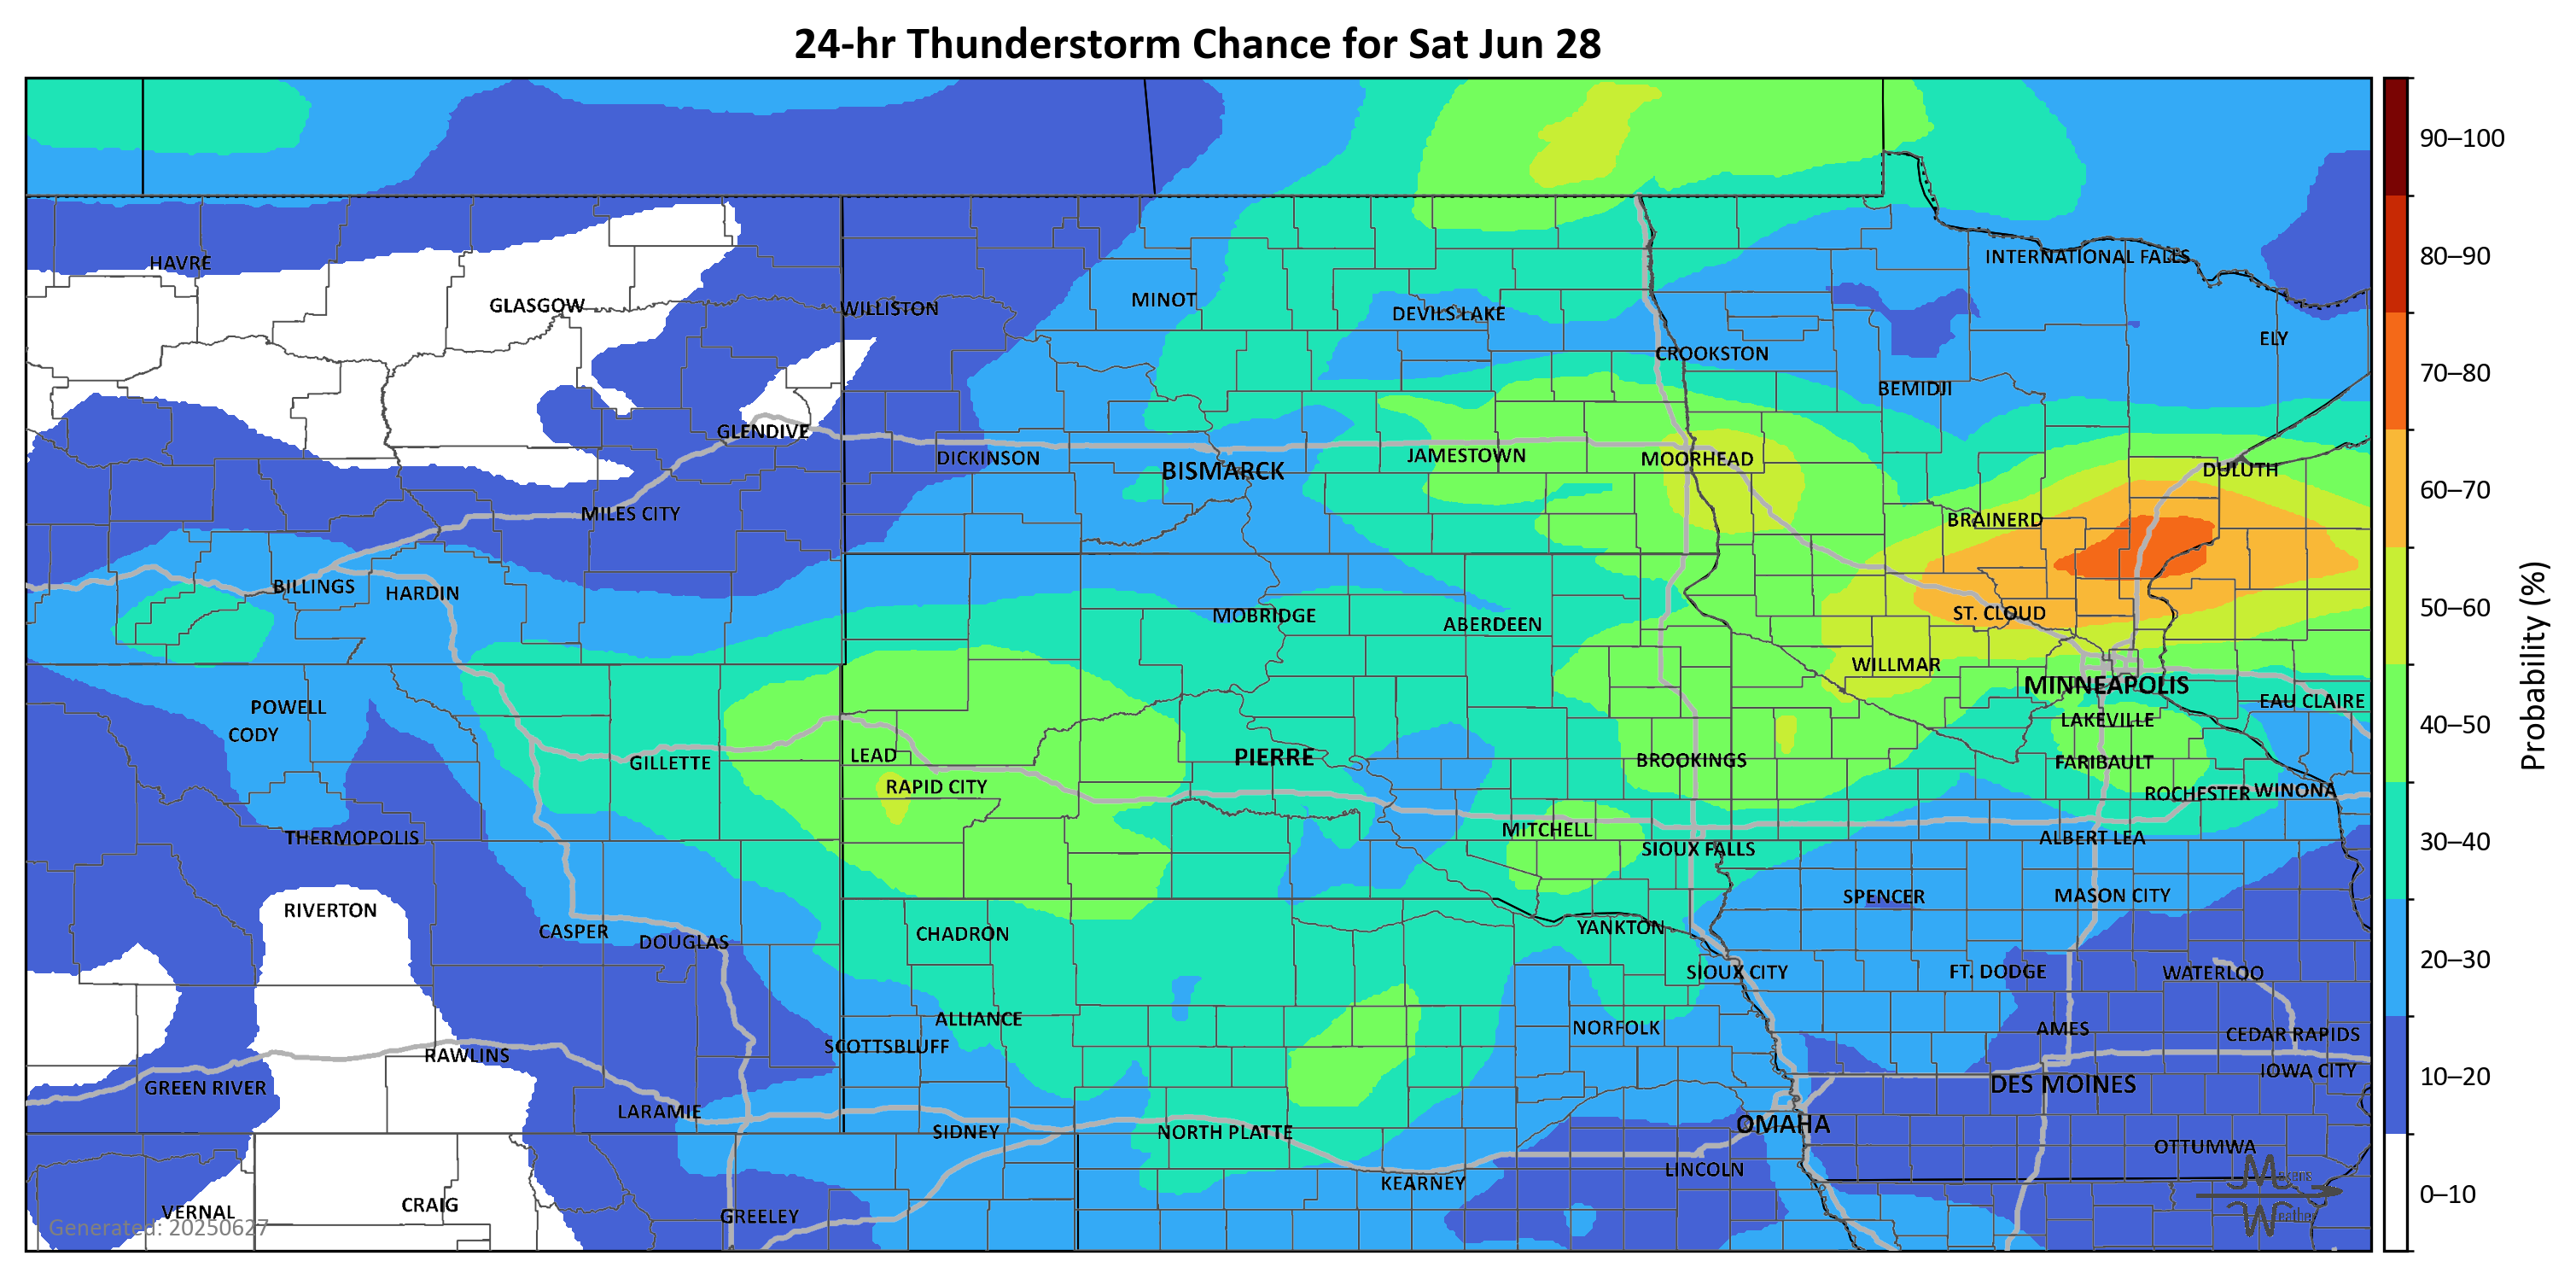 24-hr Thunderstorm Chance for Sat Jun 28
90–100
80–90
70–80
60–70
50–60
40–50
30–40
20–30
10–20
0–10
Probability (%)
HAVRE
INTERNATIONAL FALLS
GLASGOW
WILLISTON
MINOT
DEVILS LAKE
ELY
CROOKSTON
BEMIDJI
GLENDIVE
DICKINSON
BISMARCK
JAMESTOWN
MOORHEAD
DULUTH
MILES CITY
BRAINERD
BILLINGS
HARDIN
MOBRIDGE
ABERDEEN
ST. CLOUD
WILLMAR
MINNEAPOLIS
POWELL
EAU CLAIRE
CODY
LAKEVILLE
GILLETTE
LEAD
PIERRE
BROOKINGS
FARIBAULT
RAPID CITY
ROCHESTER
WINONA
THERMOPOLIS
MITCHELL
ALBERT LEA
SIOUX FALLS
RIVERTON
SPENCER
MASON CITY
CASPER
DOUGLAS
CHADRON
YANKTON
SIOUX CITY
FT. DODGE
WATERLOO
ALLIANCE
NORFOLK
AMES
CEDAR RAPIDS
SCOTTSBLUFF
RAWLINS
GREEN RIVER
DES MOINES
IOWA CITY
LARAMIE
SIDNEY
NORTH PLATTE
OMAHA
OTTUMWA
LINCOLN
KEARNEY
VERNAL
CRAIG
GREELEY
Generated: 20250627
Weather